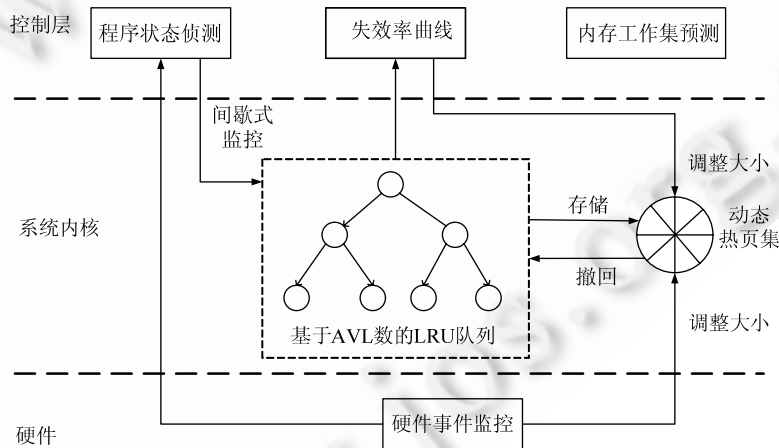 控制层
程序状态侦测
失效率曲线
内存工作集预测
间歇式
监控
调整大小
系统内核
存储
动态
热页集
撤回
基于AVL数的LRU队列
调整大小
硬件事件监控
硬件